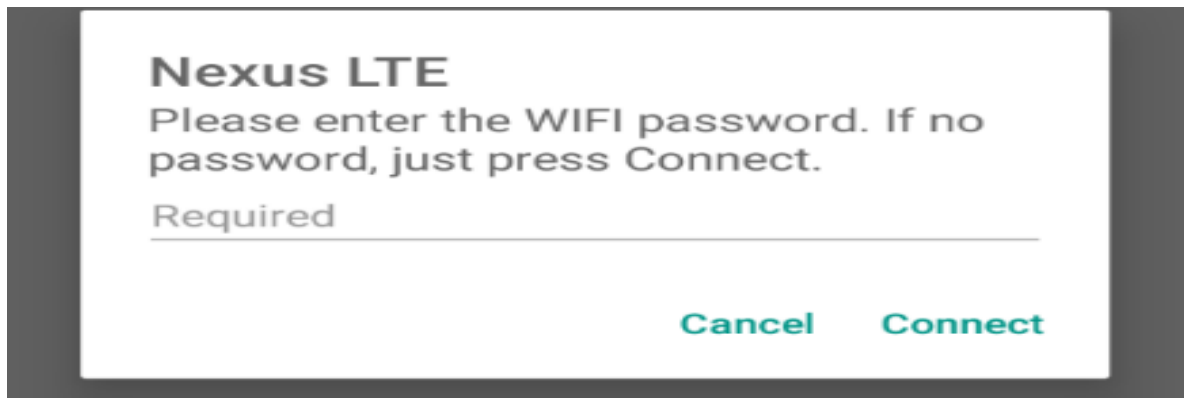 Nexus LTE
Please enter the WIFI password. If no
password, just press Connect.
Required
Cancel Connect